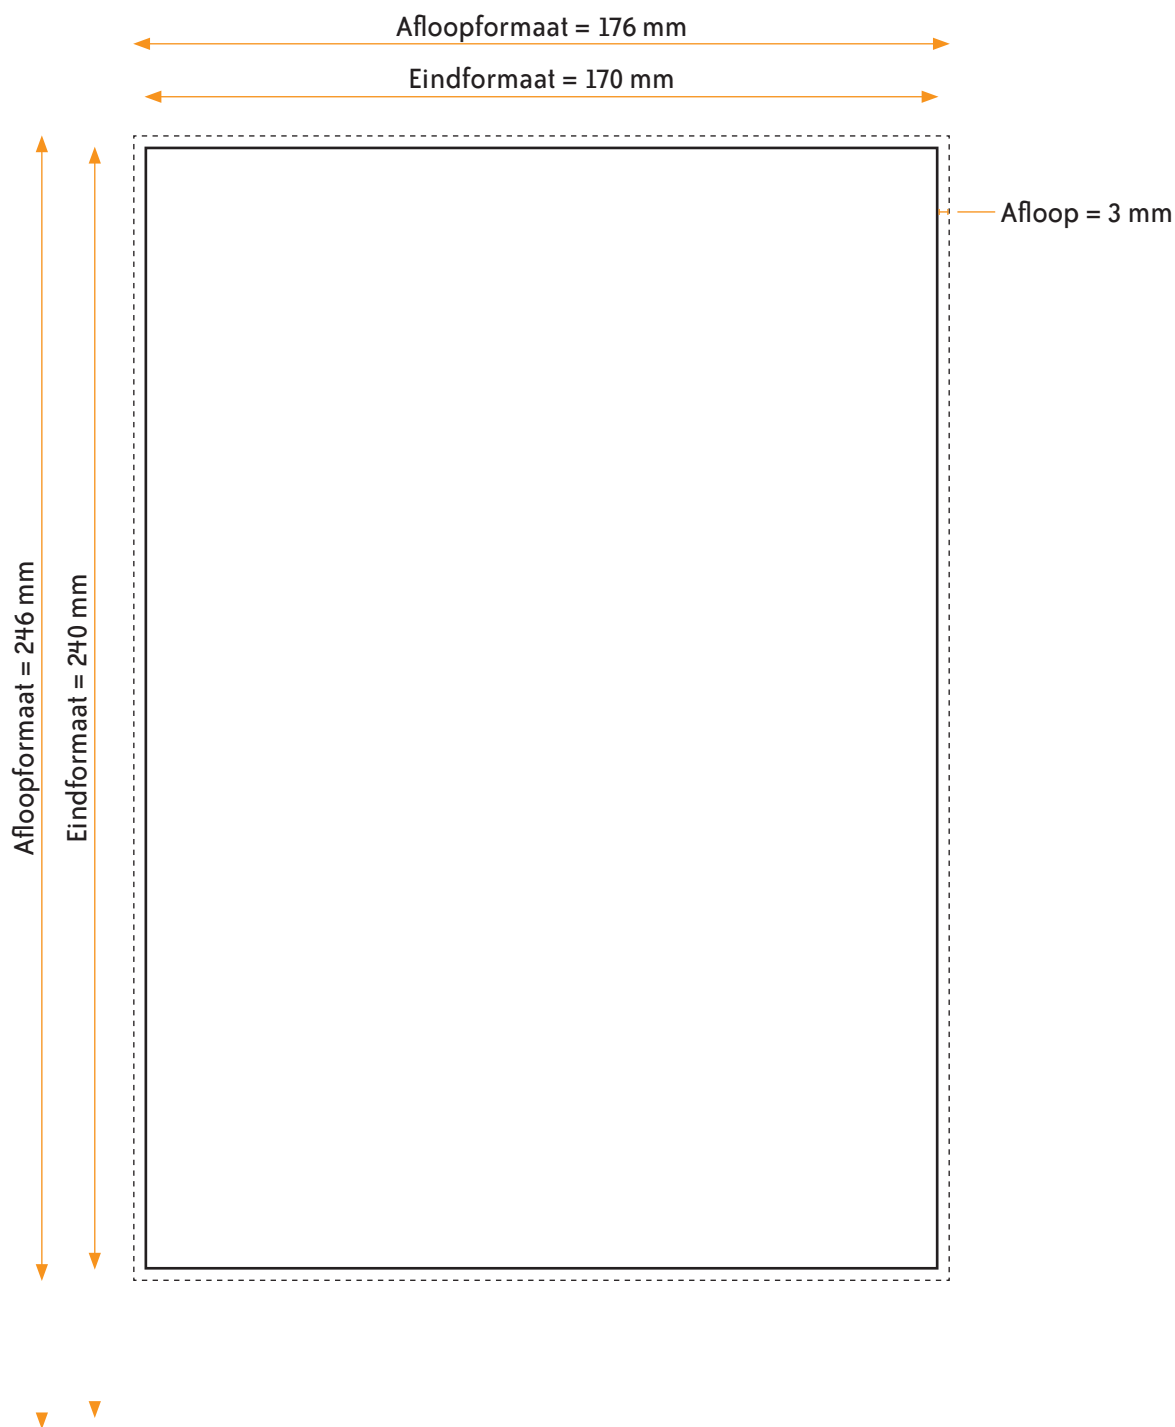 Afloopformaat = 176 mm
Eindformaat = 170 mm
Afloop = 3 mm
Afloopformaat = 246 mm
Eindformaat = 240 mm